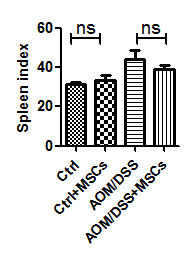 ns ns
Spleen index
60
40
20
0
Ctrl
Ctrl+MSCs
AOM/DSS
AOM/DSS+MSCs